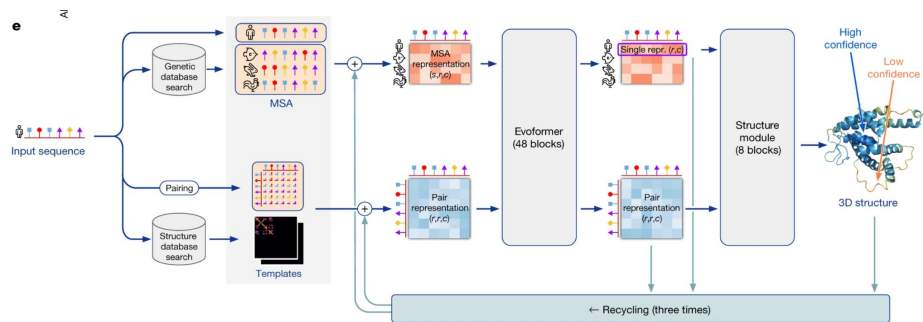 AI
e
Genetic
database
search
MSA
Input sequence
Pairing
Structure
database
search
Templates
MSA
representation
(s,r,c)
Pair
representation
(r,r,c)
Evoformer
(48 blocks)
Single repr. (r,c)
Pair
representation
(r,r,c)
Structure
module
(8 blocks)
High
confidence
Low
confidence
3D structure
← Recycling (three times)